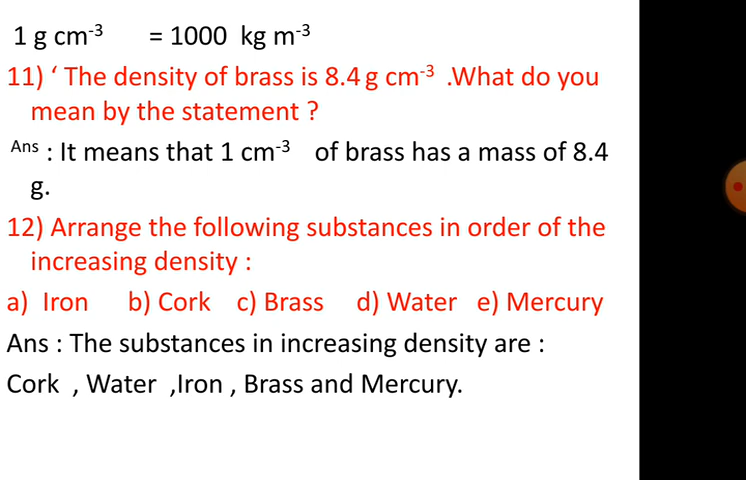 1 g cm⁻³ = 1000 kg m⁻³
11) ‘ The density of brass is 8.4 g cm⁻³ .What do you
mean by the statement ?
Ans : It means that 1 cm⁻³ of brass has a mass of 8.4
g.
12) Arrange the following substances in order of the
increasing density :
a) Iron b) Cork c) Brass d) Water e) Mercury
Ans : The substances in increasing density are :
Cork , Water ,Iron , Brass and Mercury.